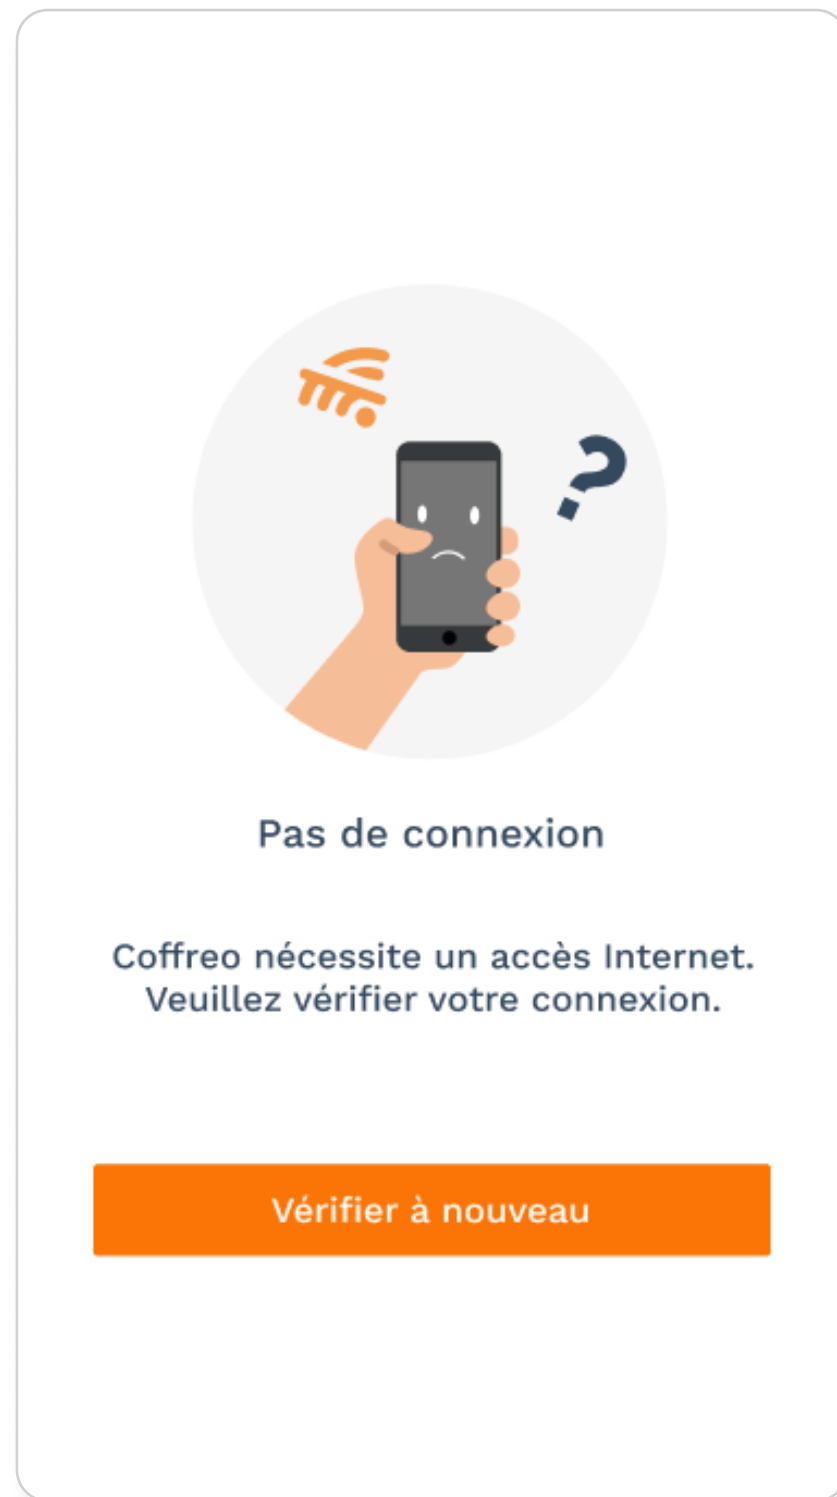 ?
Pas de connexion
Coffreo nécessite un accès Internet.
Veuillez vérifier votre connexion.
Vérifier à nouveau